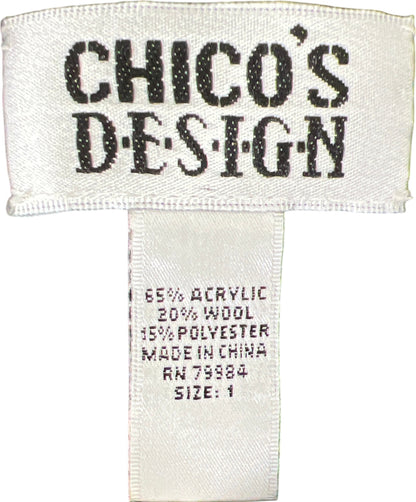 CHICO'S
D·E·S·I·G·N
65% ACRYLIC
20% WOOL
15% POLYESTER
MADE IN CHINA
RN 79984
SIZE: 1